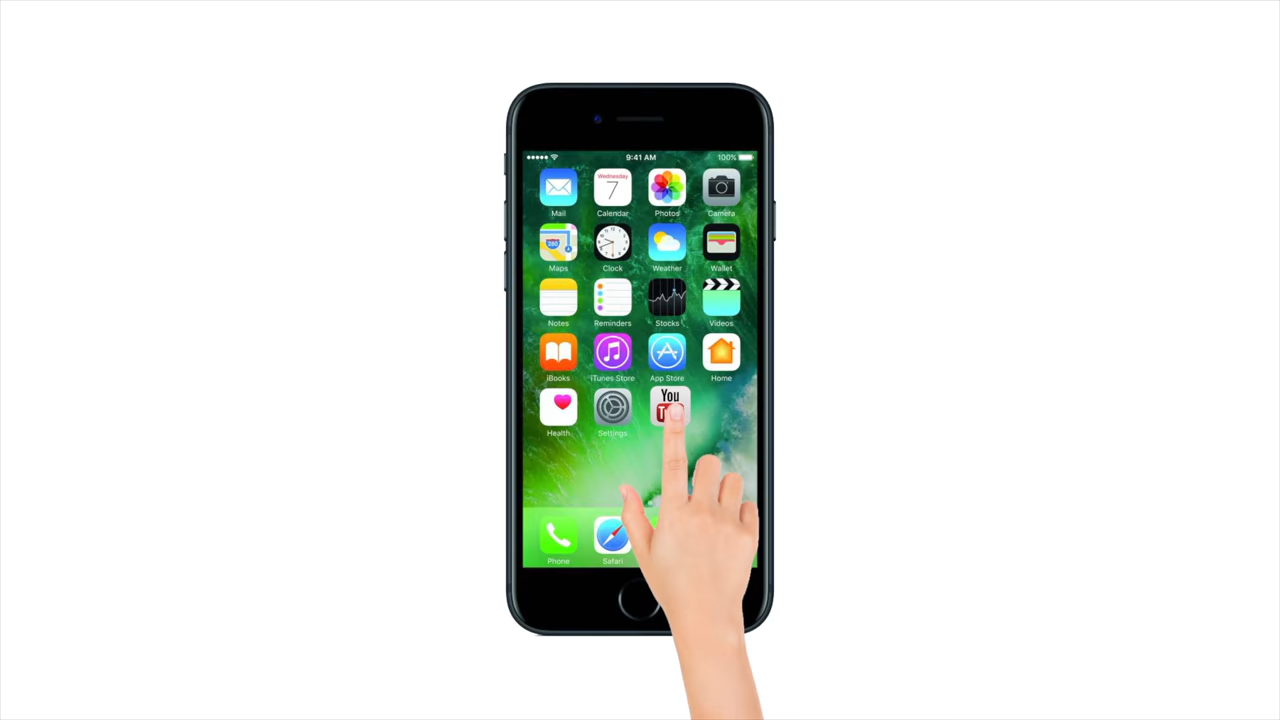 9:41 AM 100%
Wednesday
7
Mail Calendar Photos Camera
280
Maps Clock Weather Wallet
Notes Reminders Stocks Videos
iBooks iTunes Store App Store Home
You
Health Settings
Phone Safari